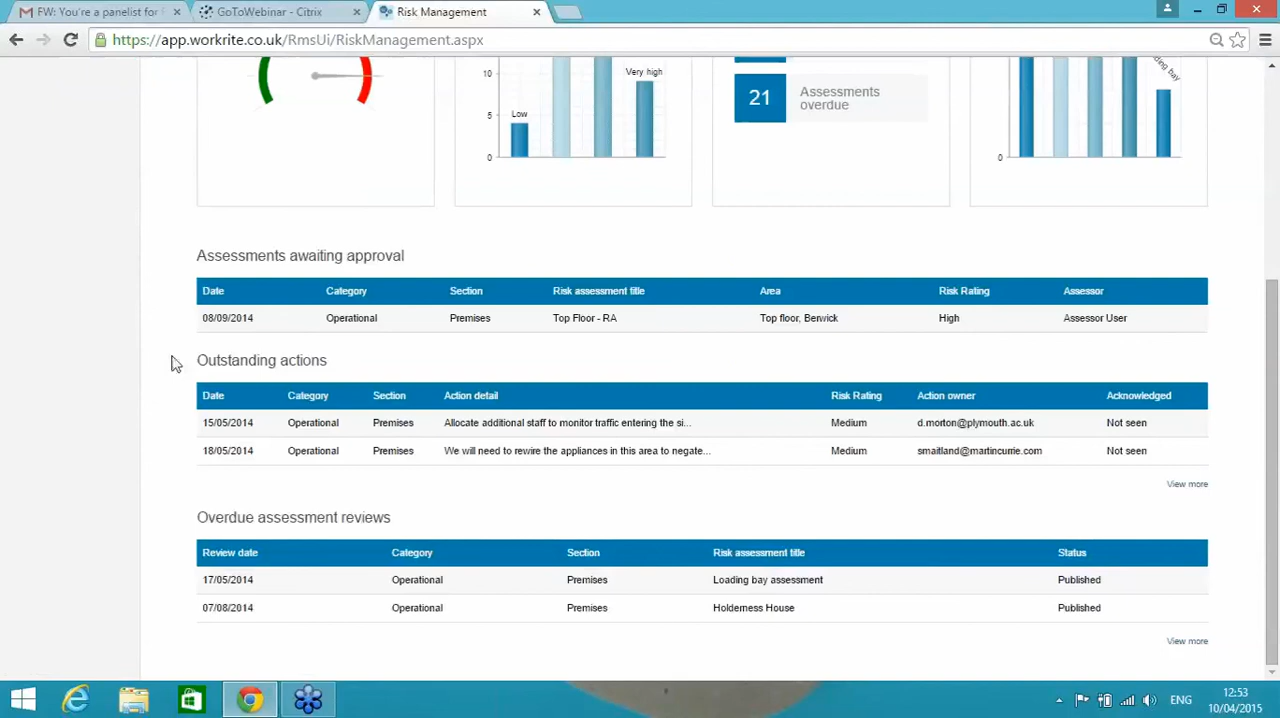 FW: You're a panelist for F
GoToWebinar - Citrix
Risk Management
https://app.workrite.co.uk/RmsUi/RiskManagement.aspx
10
5
0
Low
Very high
21
Assessments
overdue
0
ding bay
Assessments awaiting approval
Date Category Section Risk assessment title Area Risk Rating Assessor
08/09/2014 Operational Premises Top Floor - RA Top floor, Berwick High Assessor User
Outstanding actions
Date Category Section Action detail Risk Rating Action owner Acknowledged
15/05/2014 Operational Premises Allocate additional staff to monitor traffic entering the si... Medium d.morton@plymouth.ac.uk Not seen
18/05/2014 Operational Premises We will need to rewire the appliances in this area to negate... Medium smaitland@martincurrie.com Not seen
View more
Overdue assessment reviews
Review date Category Section Risk assessment title Status
17/05/2014 Operational Premises Loading bay assessment Published
07/08/2014 Operational Premises Holderness House Published
View more
ENG
12:53
10/04/2015